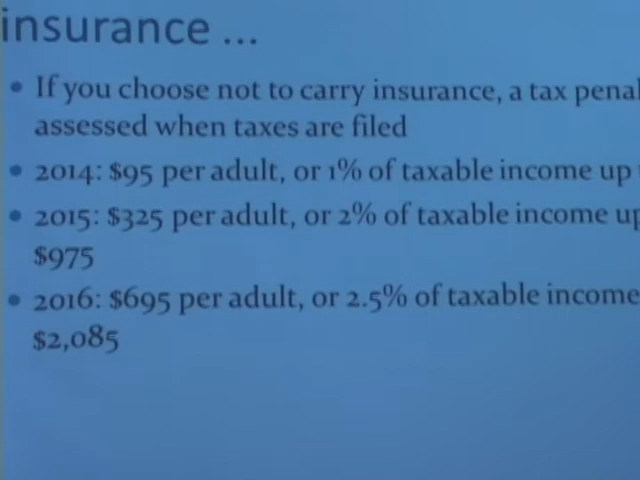 insurance ...
• If you choose not to carry insurance, a tax
assessed when taxes are filed
• 2014: $95 per adult, or 1% of taxable income up
• 2015: $325 per adult, or 2% of taxable income up
$975
• 2016: $695 per adult, or 2.5% of taxable income
$2,085